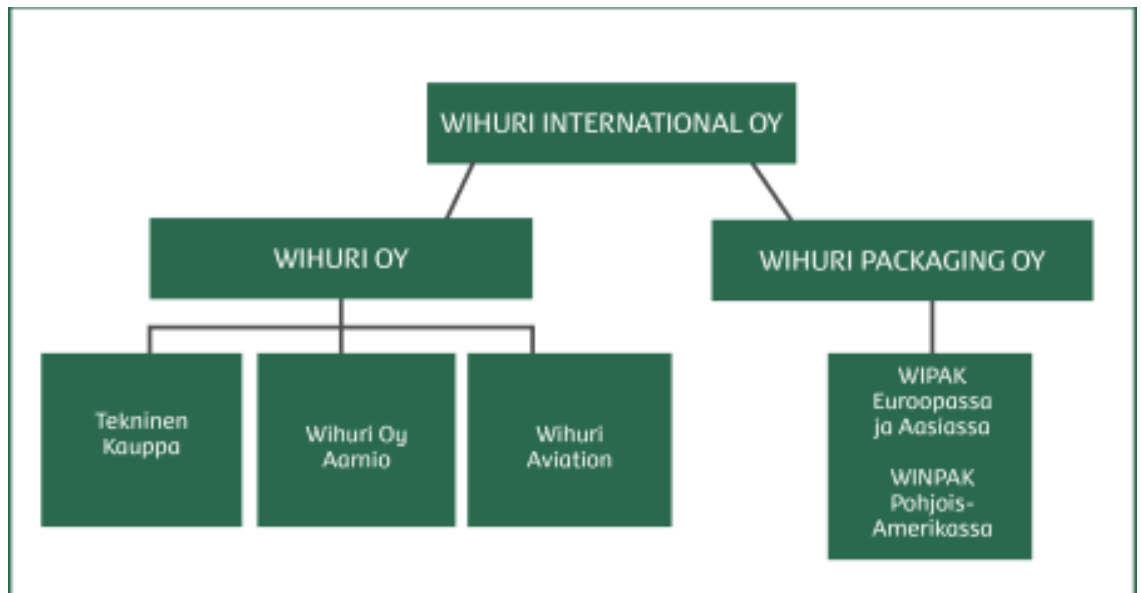 WIHURI INTERNATIONAL OY
WIHURI OY
WIHURI PACKAGING OY
Tekninen
Kauppa
Wihuri Oy
Aarnio
Wihuri
Aviation
WIPAK
Euroopassa
ja Aasiassa
WINPAK
Pohjois-
Amerikassa